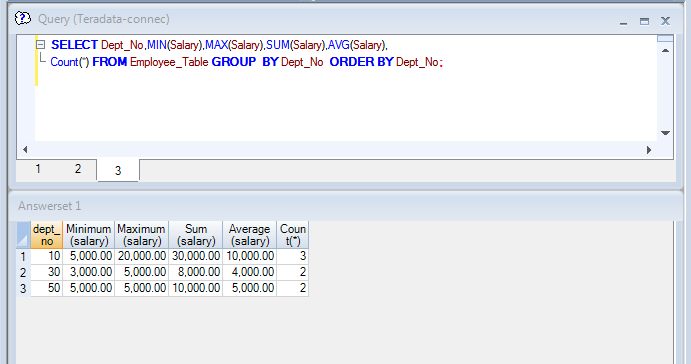 Query (Teradata-connec)
SELECT Dept_No,MIN(Salary),MAX(Salary),SUM(Salary),AVG(Salary),
Count(*) FROM Employee_Table GROUP BY Dept_No ORDER BY Dept_No;
1 2 3
Answerset 1
dept_ Minimum Maximum Sum Average Coun
no (salary) (salary) (salary) (salary) t(*)
1 10 5,000.00 20,000.00 30,000.00 10,000.00 3
2 30 3,000.00 5,000.00 8,000.00 4,000.00 2
3 50 5,000.00 5,000.00 10,000.00 5,000.00 2